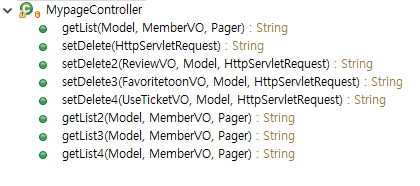 MypageController
getList(Model, MemberVO, Pager) : String
setDelete(HttpServletRequest) : String
setDelete2(ReviewVO, Model, HttpServletRequest) : String
setDelete3(FavoritetoonVO, Model, HttpServletRequest) : String
setDelete4(UseTicketVO, Model, HttpServletRequest) : String
getList2(Model, MemberVO, Pager) : String
getList3(Model, MemberVO, Pager) : String
getList4(Model, MemberVO, Pager) : String